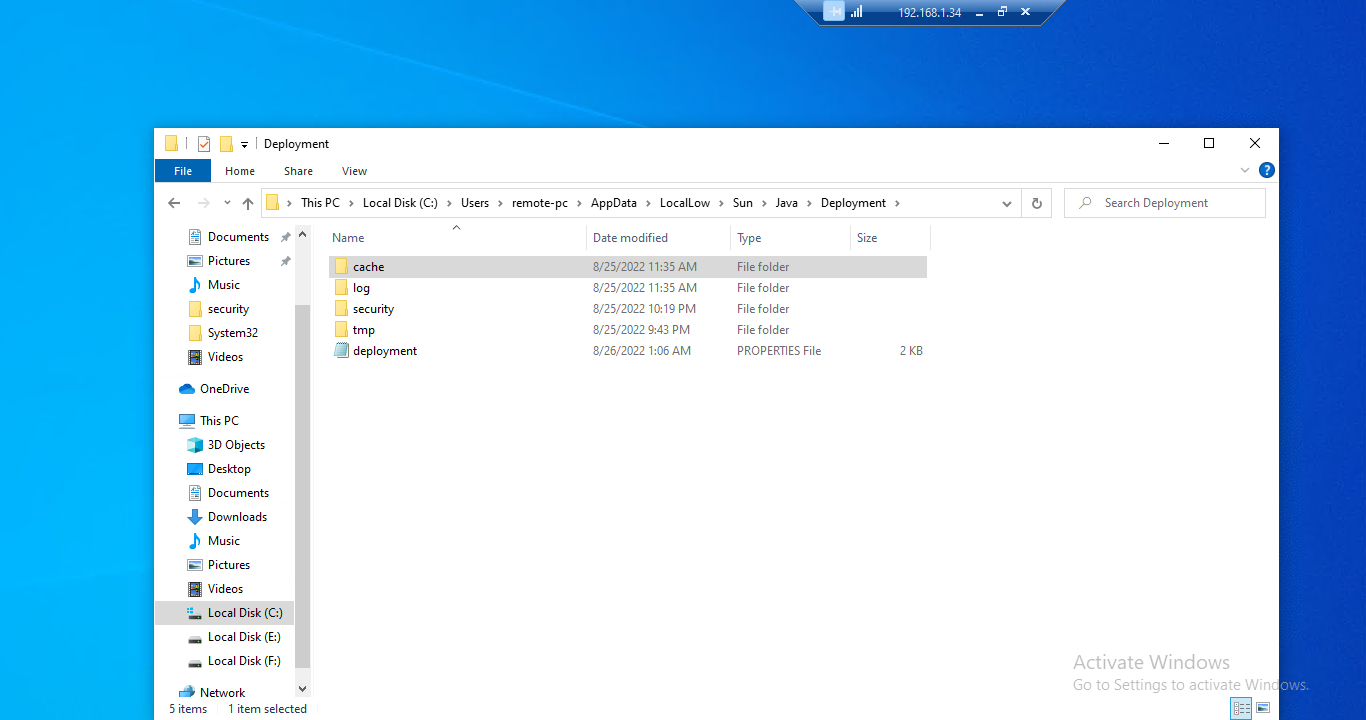 192.168.1.34
Deployment
File Home Share View
This PC Local Disk (C:) Users remote-pc AppData LocalLow Sun Java Deployment
Search Deployment
Name Date modified Type Size
cache 8/25/2022 11:35 AM File folder
log 8/25/2022 11:35 AM File folder
security 8/25/2022 10:19 PM File folder
tmp 8/25/2022 9:43 PM File folder
deployment 8/26/2022 1:06 AM PROPERTIES File 2 KB
Documents
Pictures
Music
security
System32
Videos
OneDrive
This PC
3D Objects
Desktop
Documents
Downloads
Music
Pictures
Videos
Local Disk (C:)
Local Disk (E:)
Local Disk (F:)
Network
5 items 1 item selected
Activate Windows
Go to Settings to activate Windows.